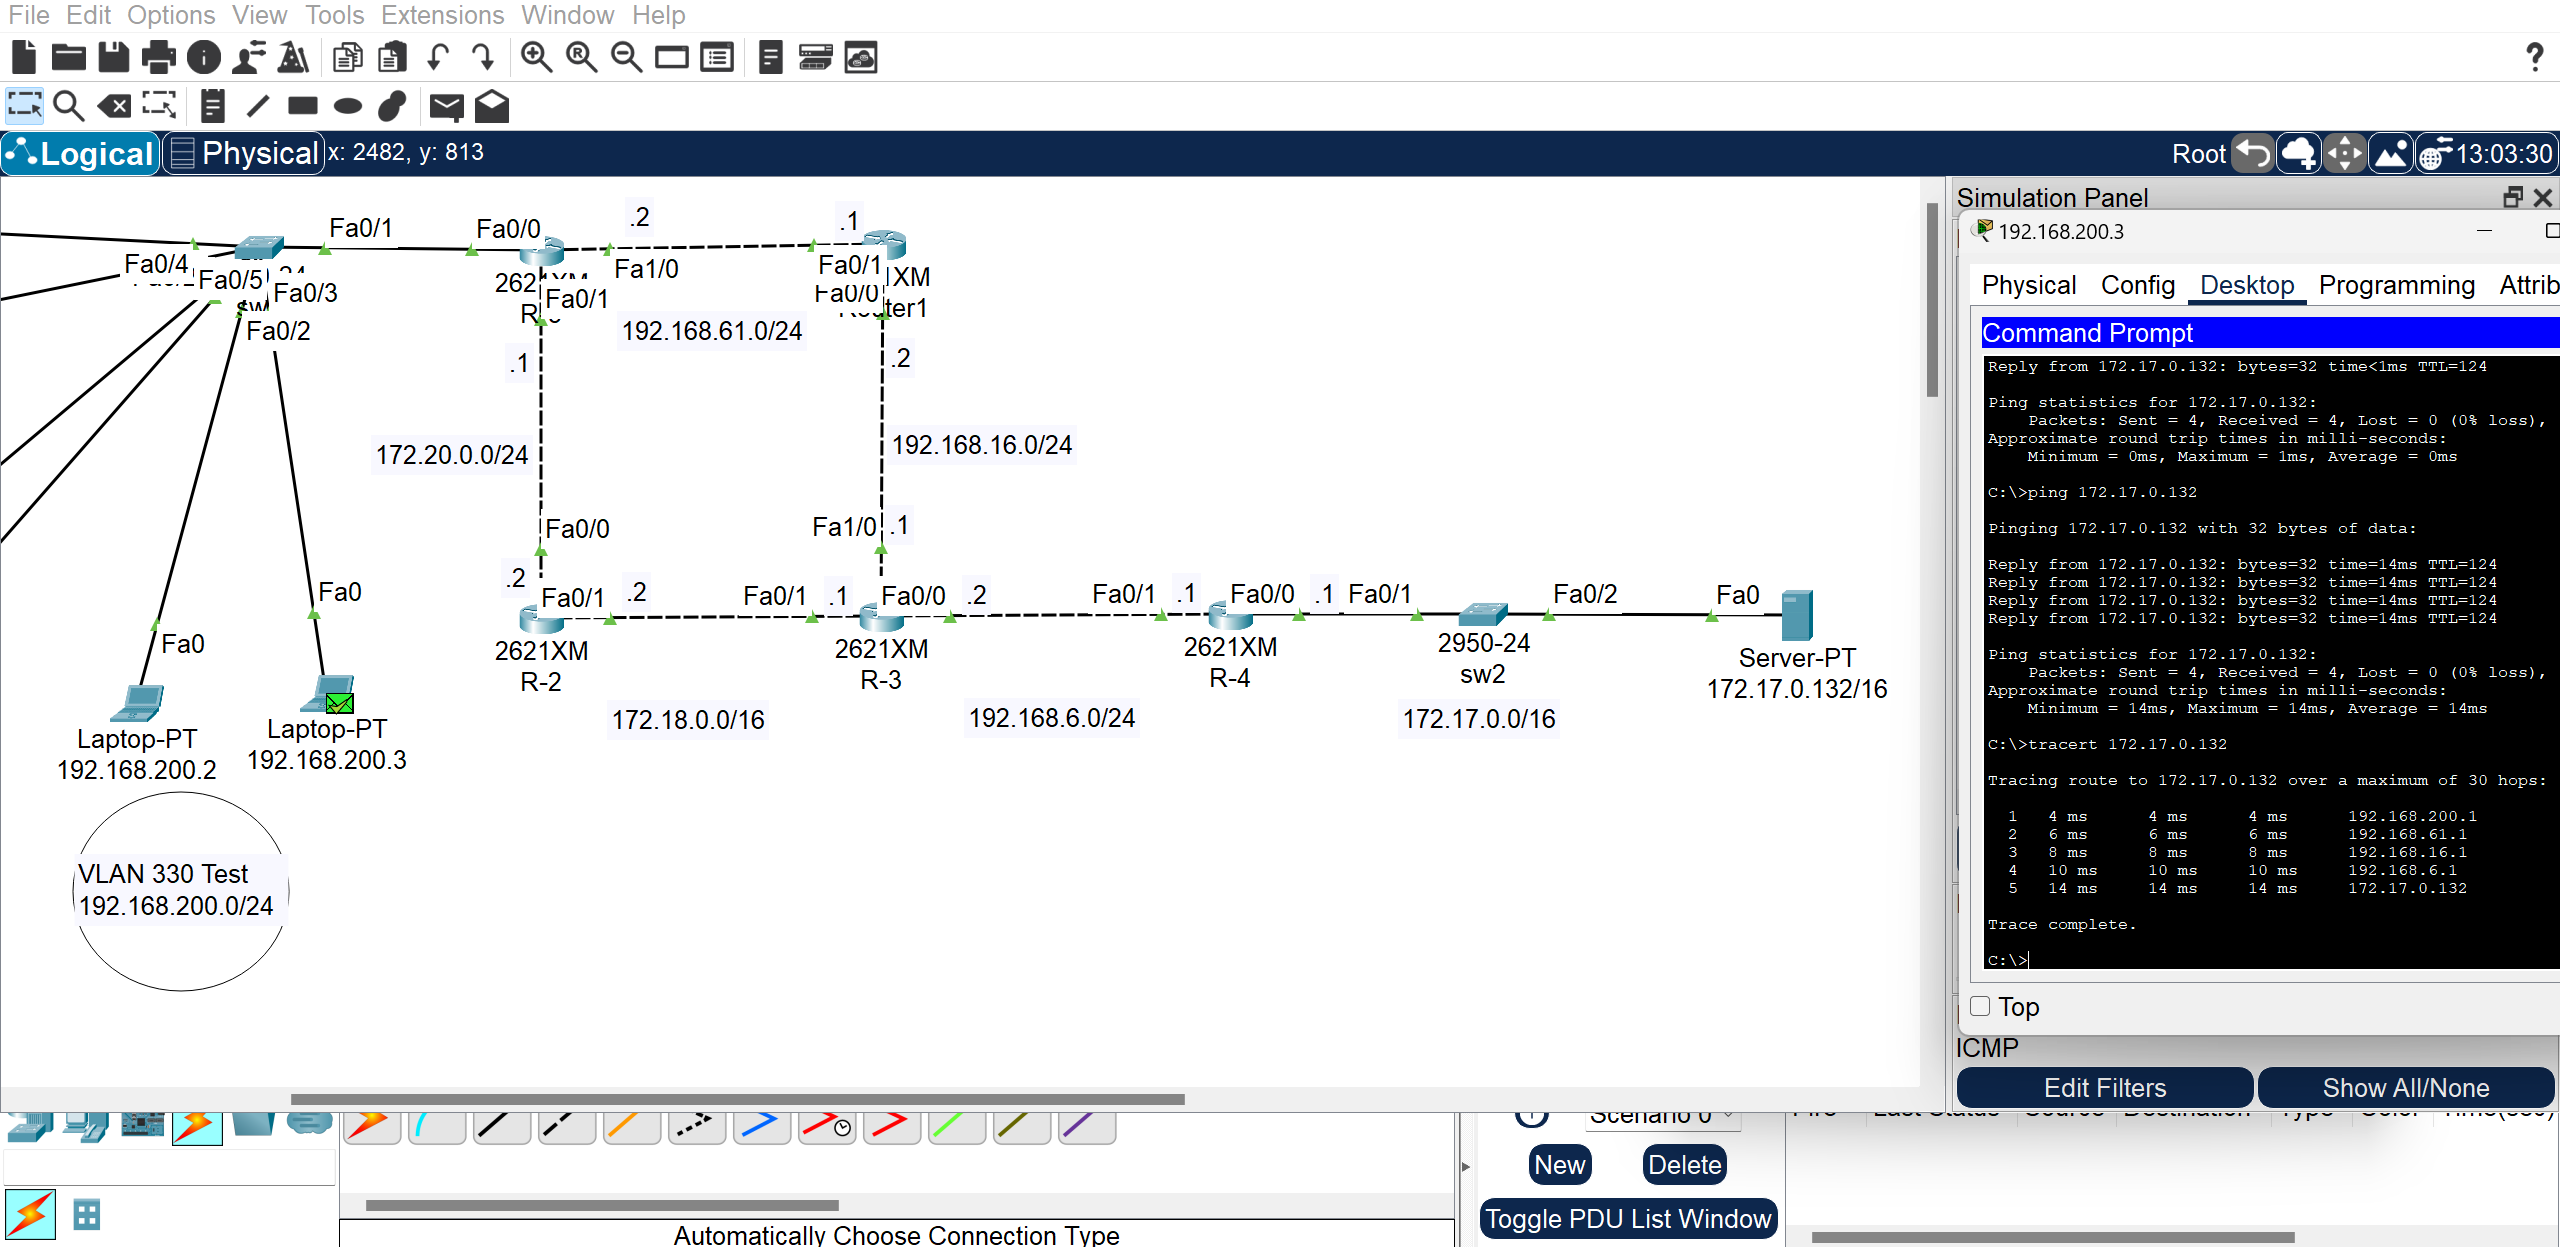 File Edit Options View Tools Extensions Window Help
?
Logical Physical x: 2482, y: 813
Root 13:03:30
Simulation Panel
192.168.200.3
Physical Config Desktop Programming Attrib
Command Prompt
Reply from 172.17.0.132: bytes=32 time<1ms TTL=124
Ping statistics for 172.17.0.132:
Packets: Sent = 4, Received = 4, Lost = 0 (0% loss),
Approximate round trip times in milli-seconds:
Minimum = 0ms, Maximum = 1ms, Average = 0ms
C:\>ping 172.17.0.132
Pinging 172.17.0.132 with 32 bytes of data:
Reply from 172.17.0.132: bytes=32 time=14ms TTL=124
Reply from 172.17.0.132: bytes=32 time=14ms TTL=124
Reply from 172.17.0.132: bytes=32 time=14ms TTL=124
Reply from 172.17.0.132: bytes=32 time=14ms TTL=124
Ping statistics for 172.17.0.132:
Packets: Sent = 4, Received = 4, Lost = 0 (0% loss),
Approximate round trip times in milli-seconds:
Minimum = 14ms, Maximum = 14ms, Average = 14ms
C:\>tracert 172.17.0.132
Tracing route to 172.17.0.132 over a maximum of 30 hops:
1 4 ms 4 ms 4 ms 192.168.200.1
2 6 ms 6 ms 6 ms 192.168.61.1
3 8 ms 8 ms 8 ms 192.168.16.1
4 10 ms 10 ms 10 ms 192.168.6.1
5 14 ms 14 ms 14 ms 172.17.0.132
Trace complete.
C:\>
Top
ICMP
Edit Filters Show All/None
Fa0/1 Fa0/0 .2 .1
Fa0/4 Fa0/5 Fa0/3 Fa1/0 Fa0/1
Fa0/1 Fa0/0
Fa0/2 192.168.61.0/24
.1 .2
172.20.0.0/24 192.168.16.0/24
Fa0/0 Fa1/0 .1
.2
Fa0 Fa0/1 .2 Fa0/1 .1 Fa0/0 .2 Fa0/1 .1 Fa0/0 .1 Fa0/1 Fa0/2 Fa0
Fa0
2621XM
R-2
2621XM
R-3
2621XM
R-4
2950-24
sw2
Server-PT
172.17.0.132/16
172.18.0.0/16 192.168.6.0/24 172.17.0.0/16
Laptop-PT
192.168.200.2
Laptop-PT
192.168.200.3
VLAN 330 Test
192.168.200.0/24
Scenario 0
New Delete
Toggle PDU List Window
Automatically Choose Connection Type